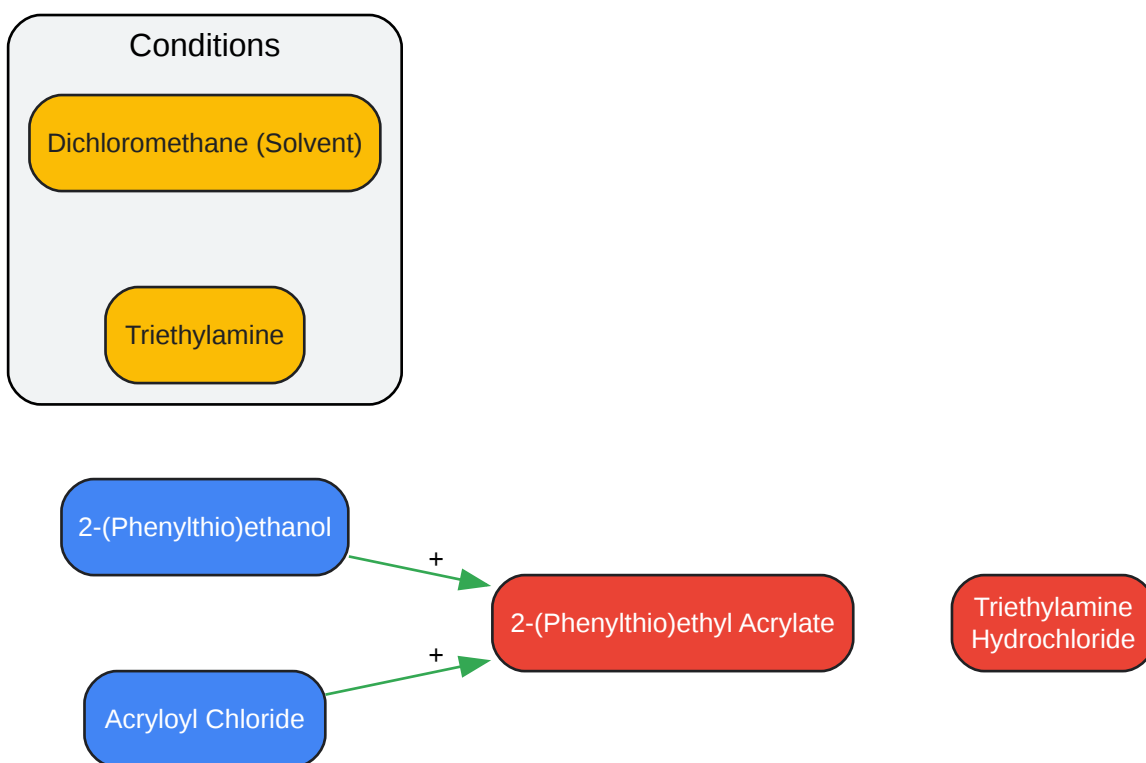 Conditions
Dichloromethane (Solvent)
Triethylamine
2-(Phenylthio)ethanol
+
2-(Phenylthio)ethyl Acrylate
Triethylamine
Hydrochloride
+
Acryloyl Chloride